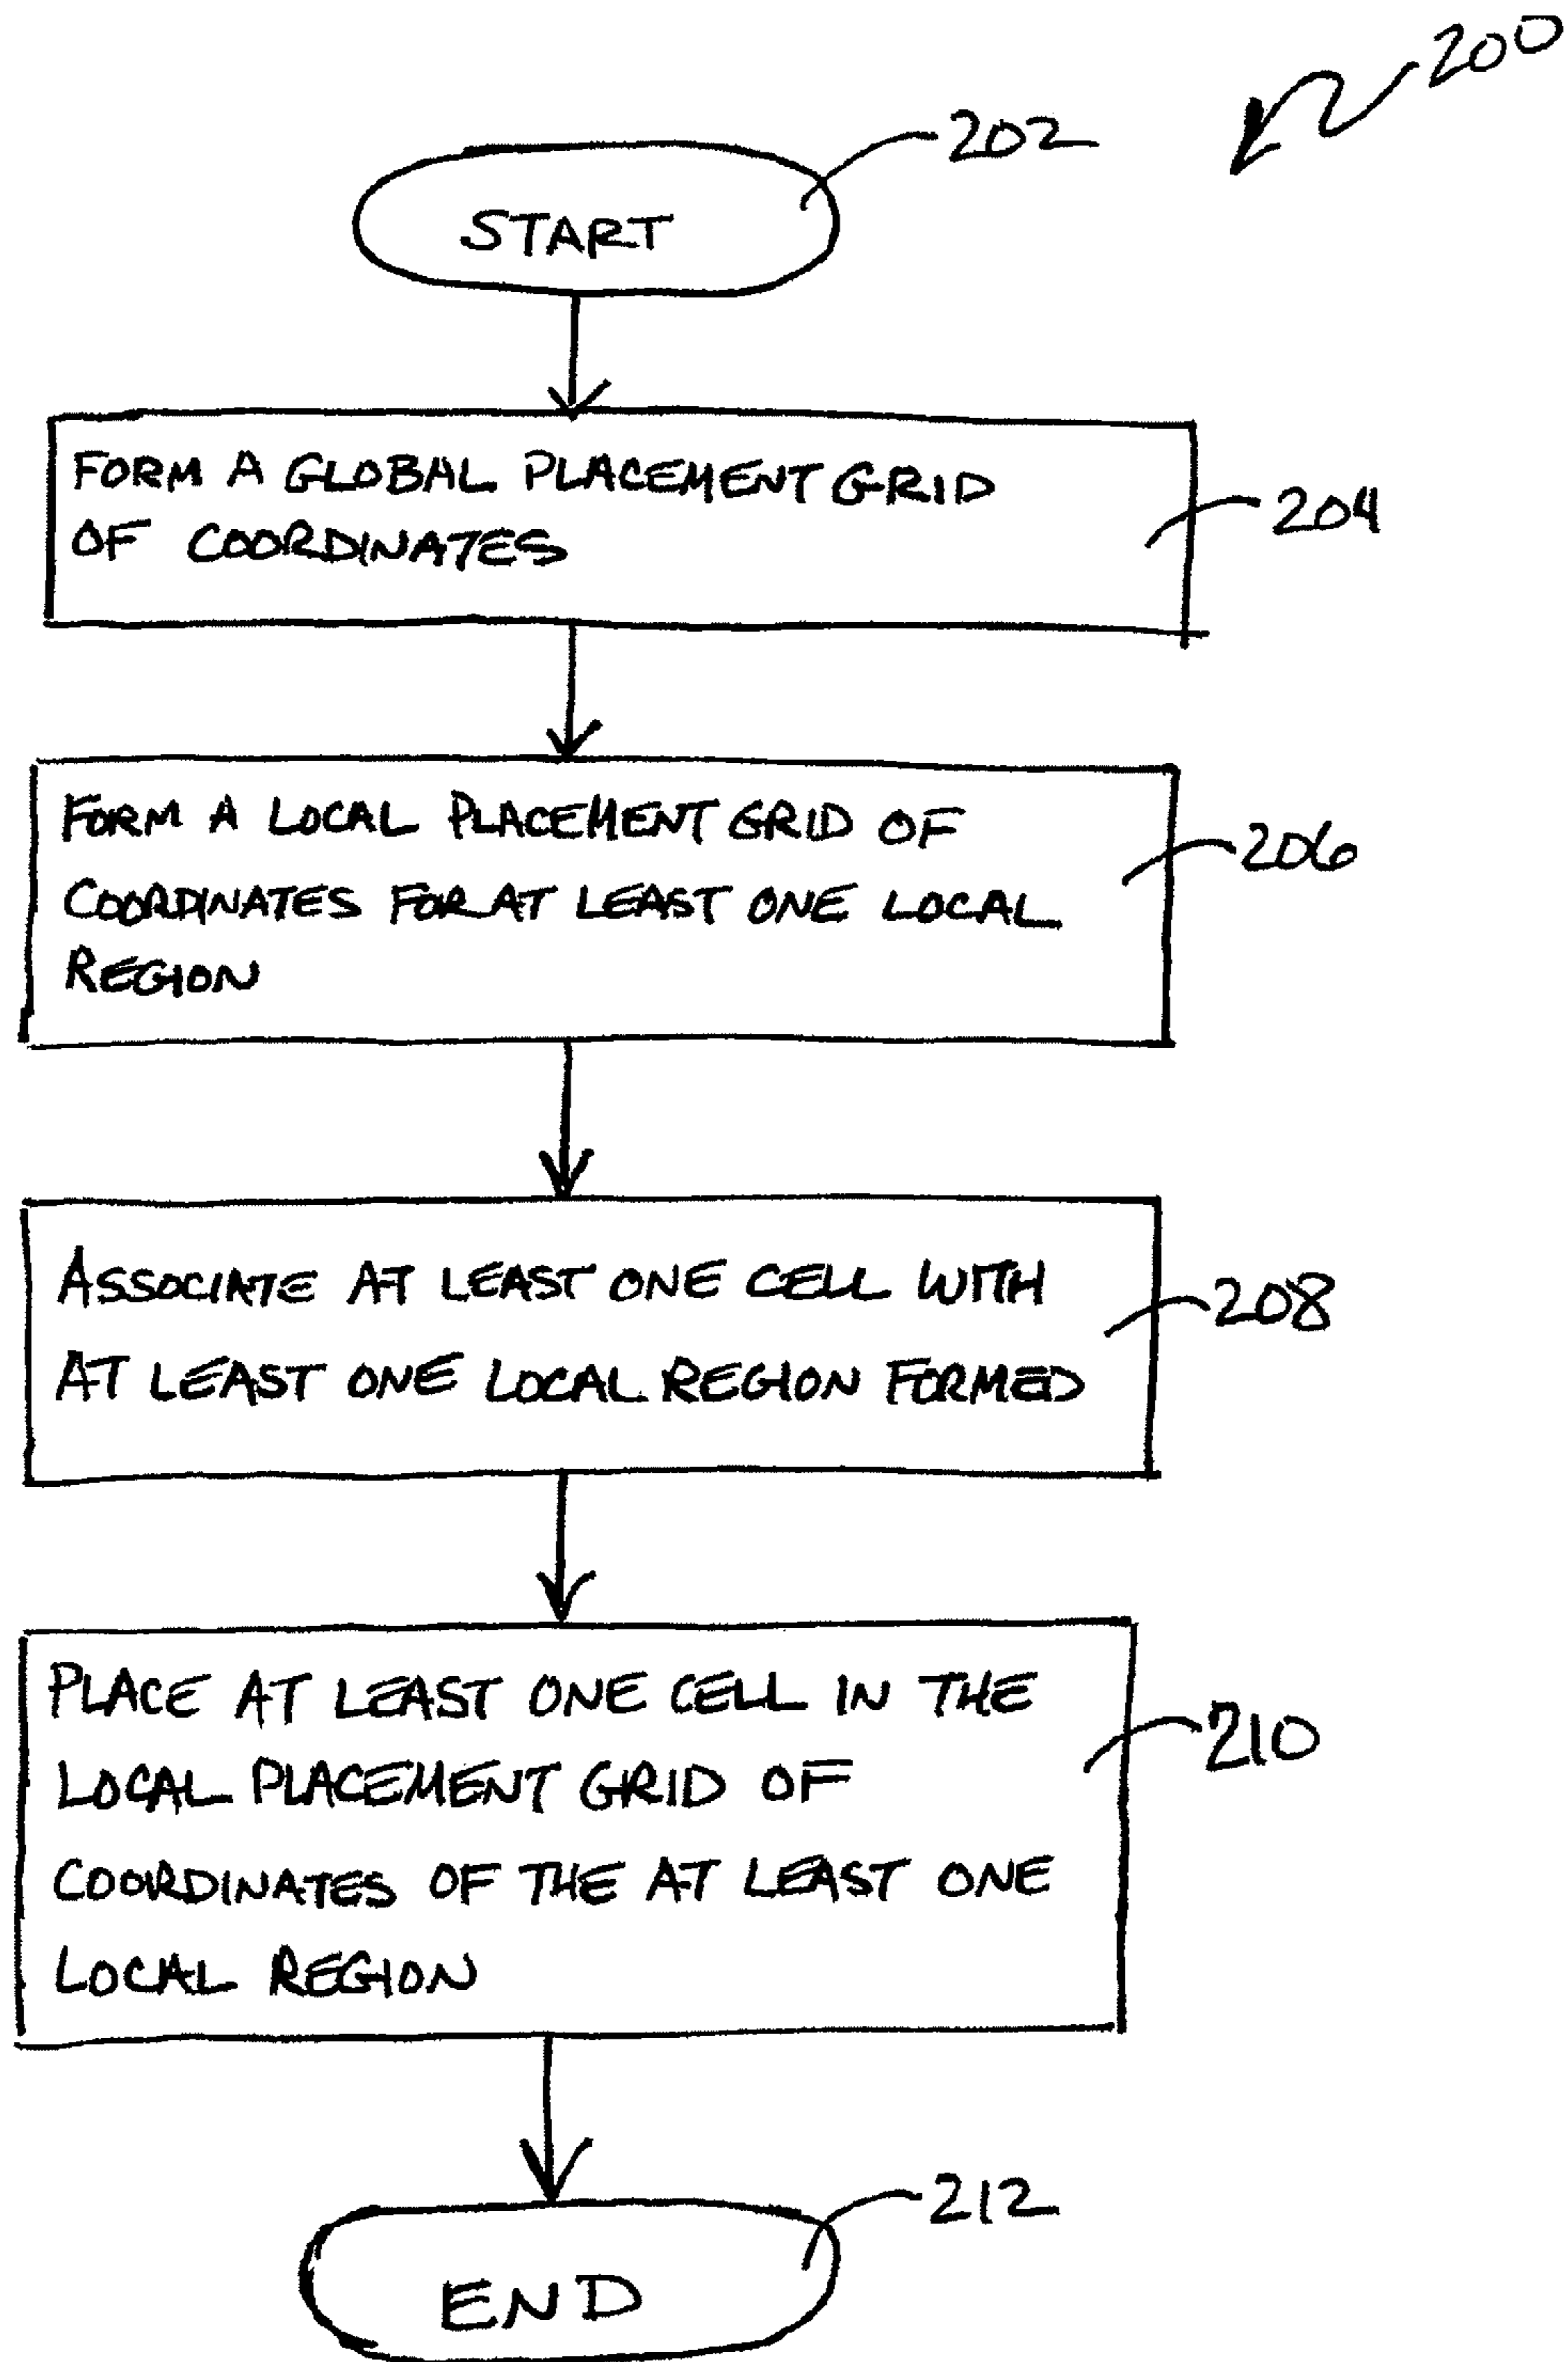 200
202
START
FORM A GLOBAL PLACEMENT GRID
OF COORDINATES
204
FORM A LOCAL PLACEMENT GRID OF
COORDINATES FOR AT LEAST ONE LOCAL
REGION
206
ASSOCIATE AT LEAST ONE CELL WITH
AT LEAST ONE LOCAL REGION FORMED
208
PLACE AT LEAST ONE CELL IN THE
LOCAL PLACEMENT GRID OF
COORDINATES OF THE AT LEAST ONE
LOCAL REGION
210
212
END